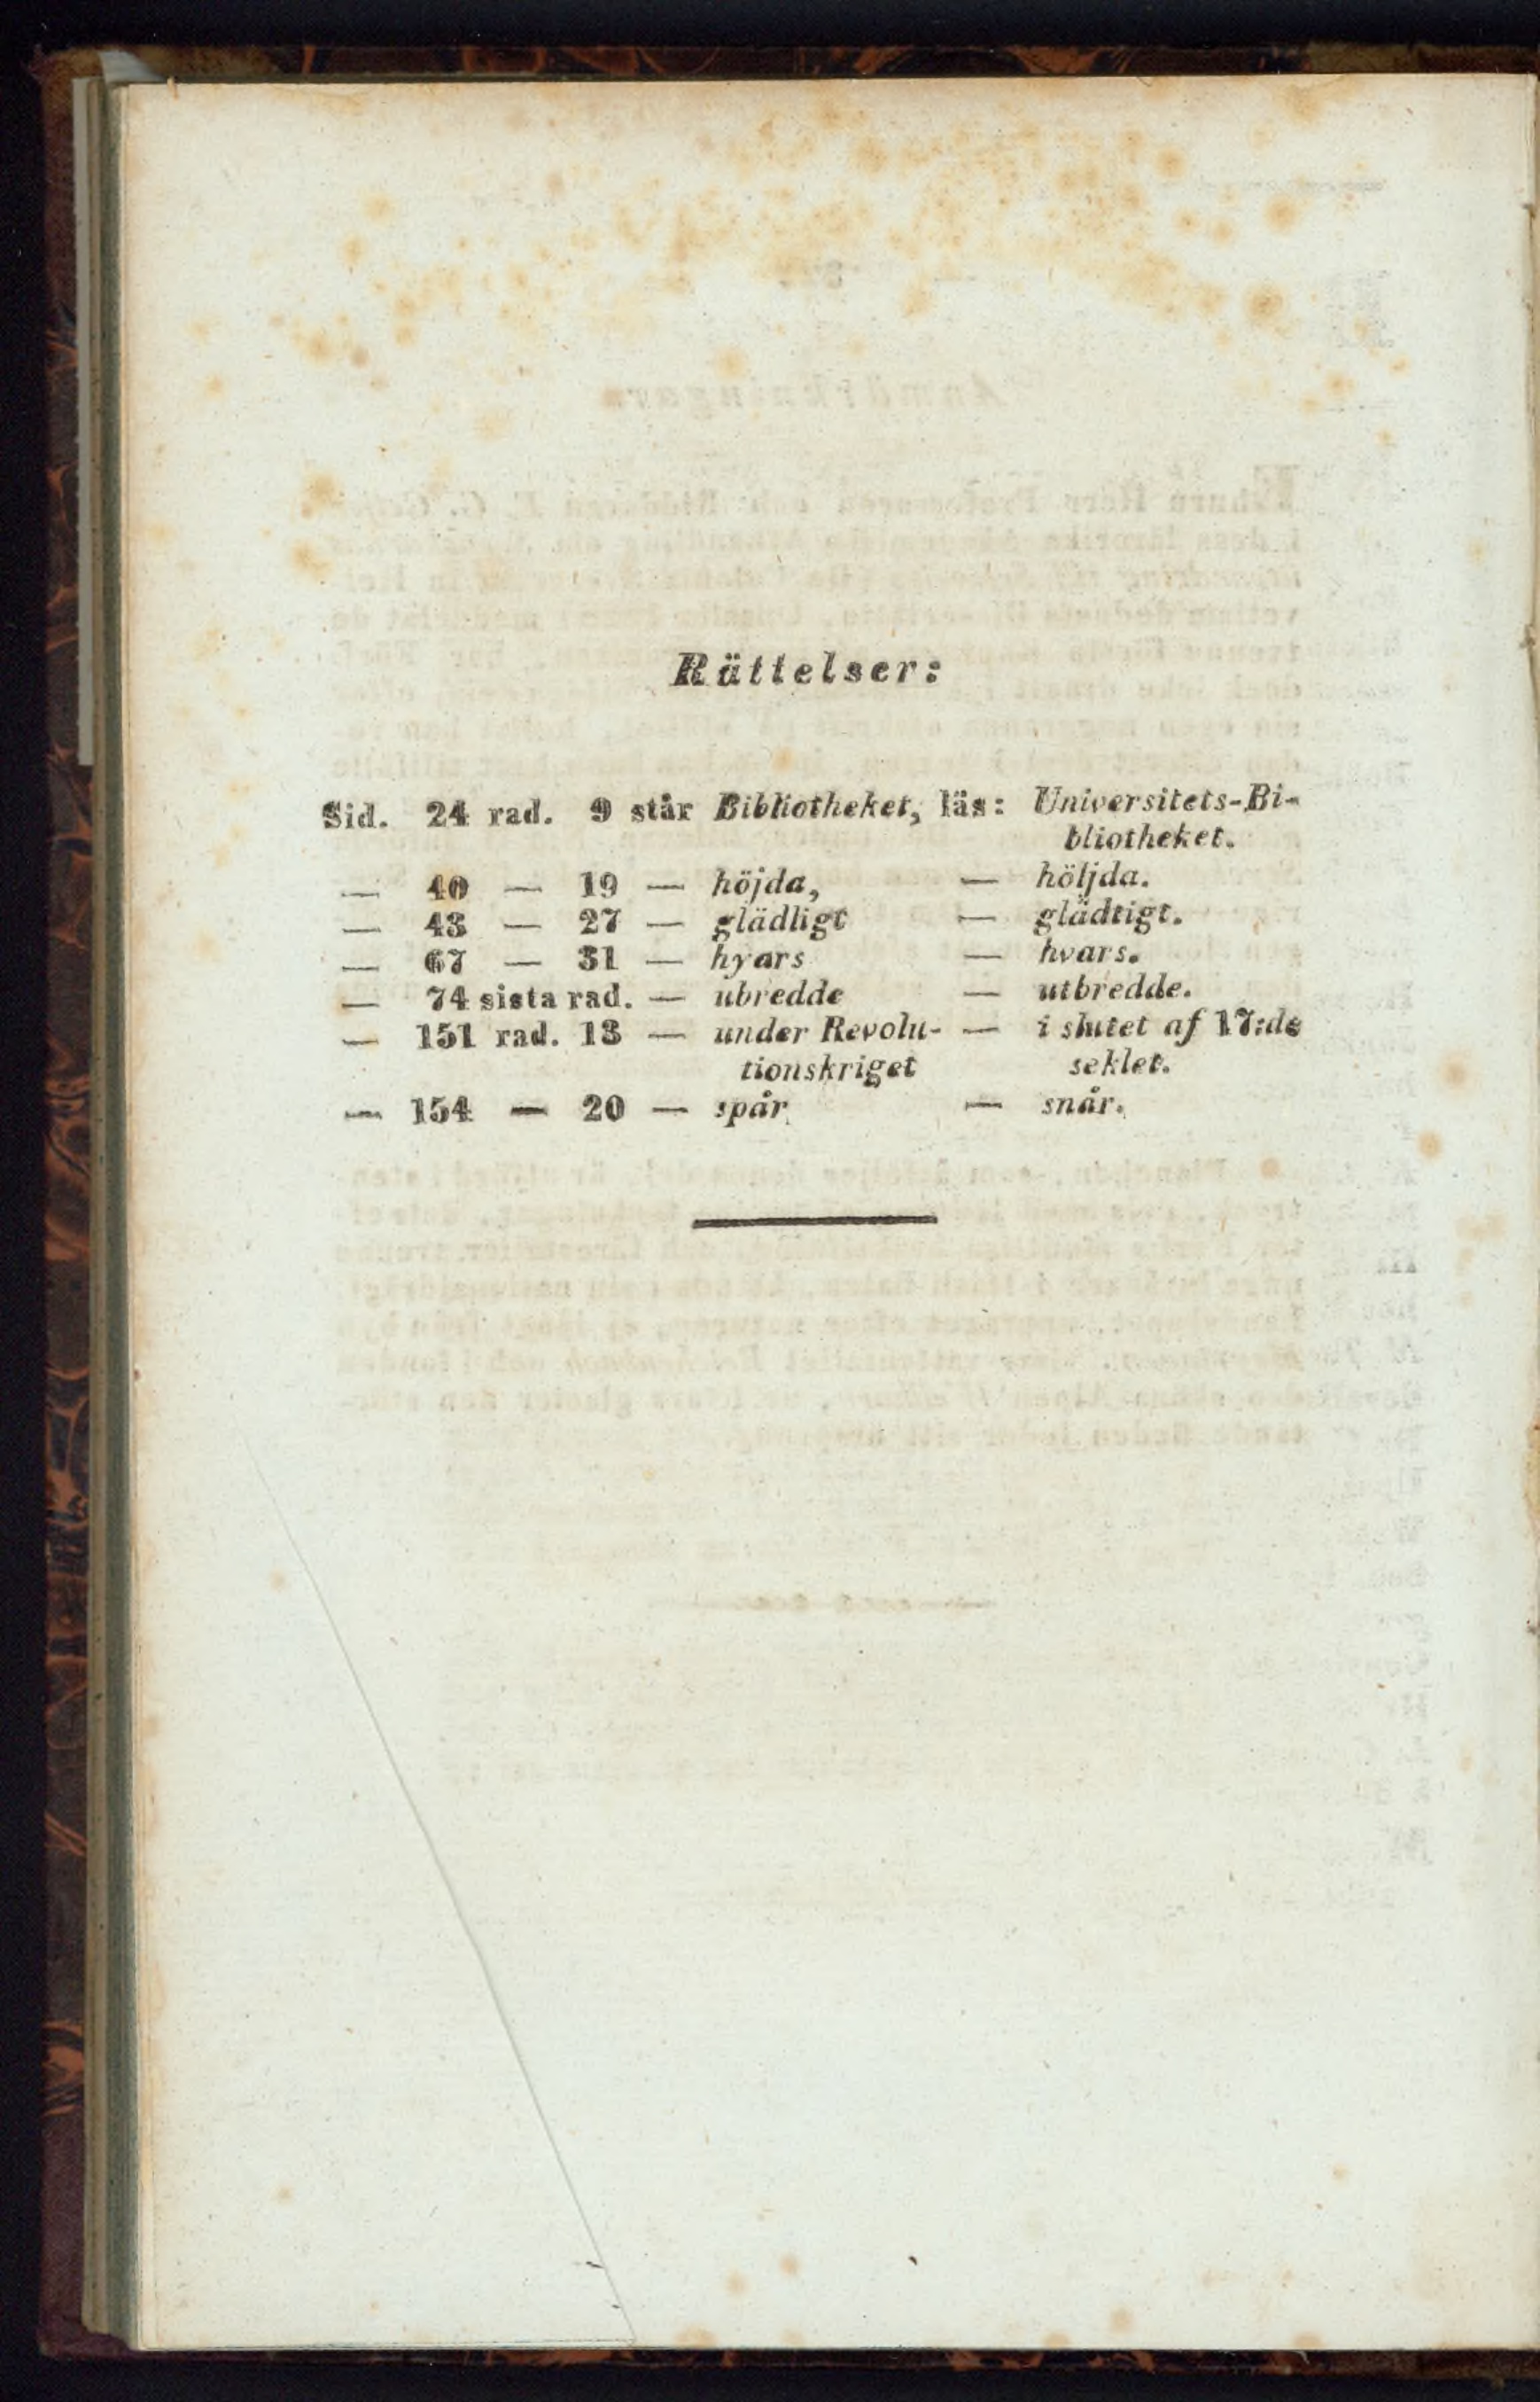 Rättelser:
Sid. 24 rad. 9 står Bibliotheket, läs: Universitets-Bi-
bliotheket.
— 40 — 19 — höjda, — höljda.
— 43 — 27 — glädligt — glädtigt.
— 67 — 31 — hyars — hvars.
— 74 sista rad. — ubredde — utbredde.
— 151 rad. 13 — under Revolu- — i slutet af 17:de
tionskriget seklet.
— 154 — 20 — spår — snår.